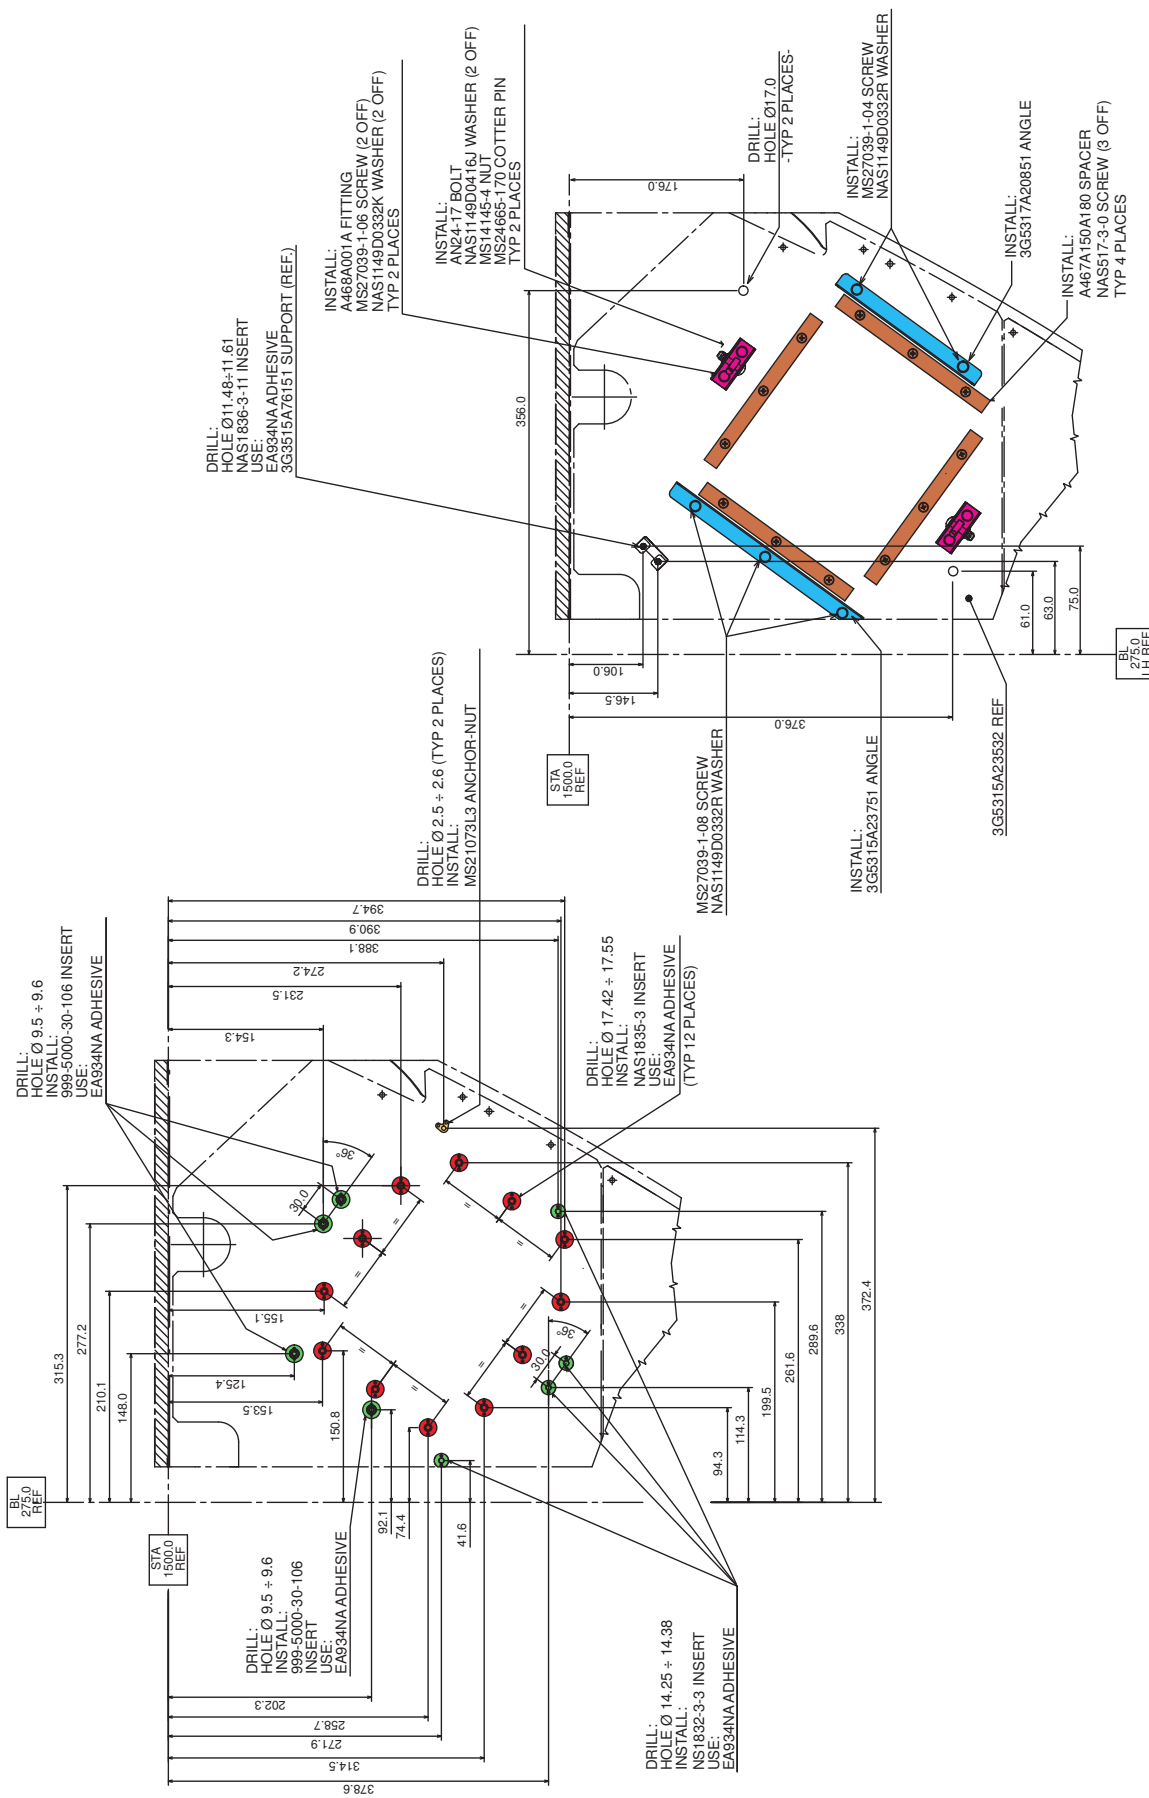 DRILL:
HOLE Ø 9.5 ÷ 9.6
INSTALL:
999-5000-30-106 INSERT
USE:
EA934NA ADHESIVE
DRILL:
HOLE Ø 2.5 ÷ 2.6 (TYP 2 PLACES)
INSTALL:
MS21073L3 ANCHOR-NUT
DRILL:
HOLE Ø 17.42 ÷ 17.55
INSTALL:
NAS1835-3 INSERT
USE:
EA934NA ADHESIVE
(TYP 12 PLACES)
DRILL:
HOLE Ø 9.5 ÷ 9.6
INSTALL:
999-5000-30-106
INSERT
USE:
EA934NA ADHESIVE
DRILL:
HOLE Ø 14.25 ÷ 14.38
INSTALL:
NS1832-3-3 INSERT
USE:
EA934NA ADHESIVE
BL
275.0
REF
STA
1500.0
REF
315.3
277.2
210.1
148.0
154.3
231.5
274.2
388.1
390.9
394.7
155.1
125.4
153.5
150.8
92.1
74.4
41.6
202.3
258.7
271.9
314.5
378.6
30.0
36°
=
=
=
=
=
=
=
=
30.0
36°
94.3
114.3
199.5
261.6
289.6
338
372.4
DRILL:
HOLE Ø11.48÷11.61
NAS1836-3-11 INSERT
USE:
EA934NA ADHESIVE
3G3515A76151 SUPPORT (REF.)
INSTALL:
A468A001A FITTING
MS27039-1-06 SCREW (2 OFF)
NAS1149D0332K WASHER (2 OFF)
TYP 2 PLACES
INSTALL:
AN24-17 BOLT
NAS1149D0416J WASHER (2 OFF)
MS14145-4 NUT
MS24665-170 COTTER PIN
TYP 2 PLACES
DRILL:
HOLE Ø17.0
-TYP 2 PLACES-
INSTALL:
MS27039-1-04 SCREW
NAS1149D0332R WASHER
INSTALL:
3G5317A20851 ANGLE
INSTALL:
A467A150A180 SPACER
NAS517-3-0 SCREW (3 OFF)
TYP 4 PLACES
MS27039-1-08 SCREW
NAS1149D0332R WASHER
INSTALL:
3G5315A23751 ANGLE
3G5315A23532 REF
STA
1500.0
REF
BL
275.0
LH REF
356.0
176.0
106.0
146.5
376.0
61.0
63.0
75.0